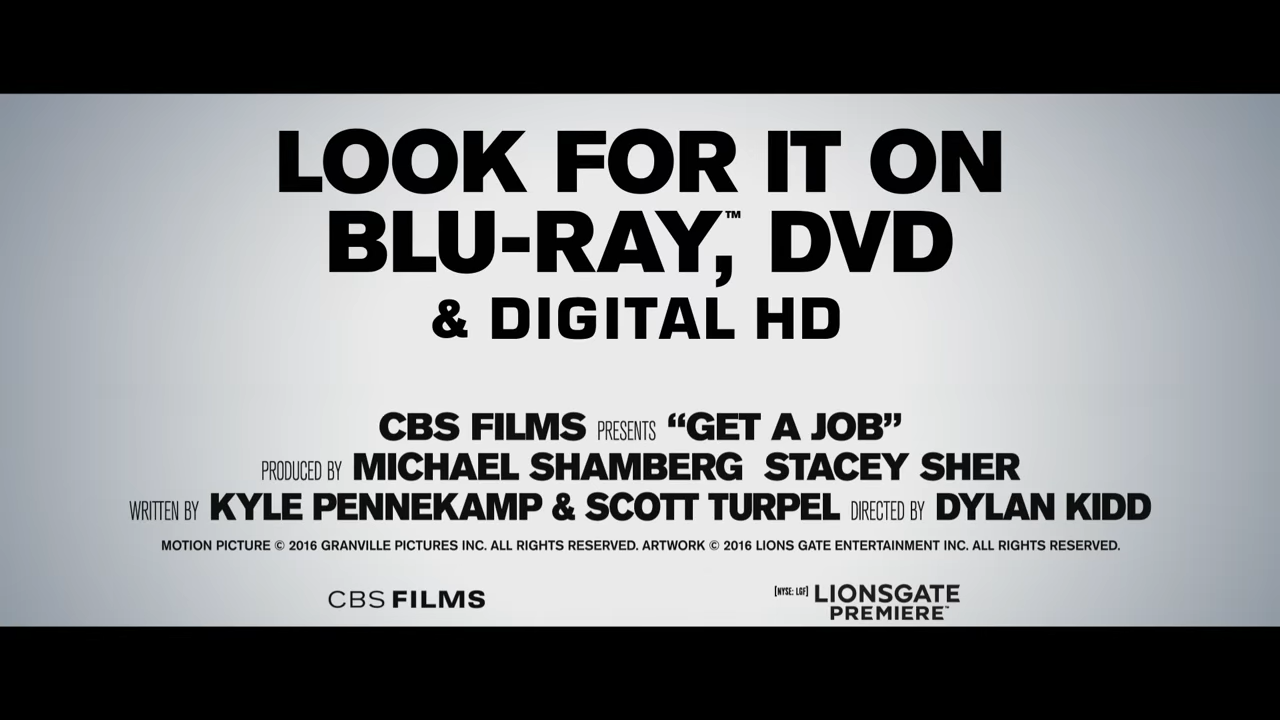 LOOK FOR IT ON
BLU-RAY™, DVD
& DIGITAL HD
CBS FILMS PRESENTS “GET A JOB”
PRODUCED BY MICHAEL SHAMBERG STACEY SHER
WRITTEN BY KYLE PENNEKAMP & SCOTT TURPEL DIRECTED BY DYLAN KIDD
MOTION PICTURE © 2016 GRANVILLE PICTURES INC. ALL RIGHTS RESERVED. ARTWORK © 2016 LIONS GATE ENTERTAINMENT INC. ALL RIGHTS RESERVED.
CBS FILMS
[NYSE: LGF] LIONSGATE
PREMIERE™